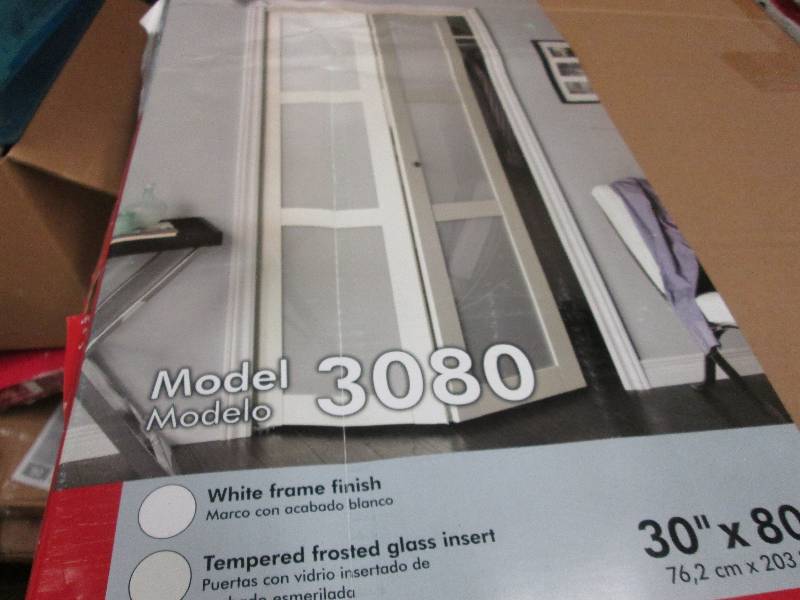 Model 3080
Modelo
White frame finish
Marco con acabado blanco
Tempered frosted glass insert
Puertas con vidrio insertado de
esmerilada
30" x 80
76,2 cm x 203